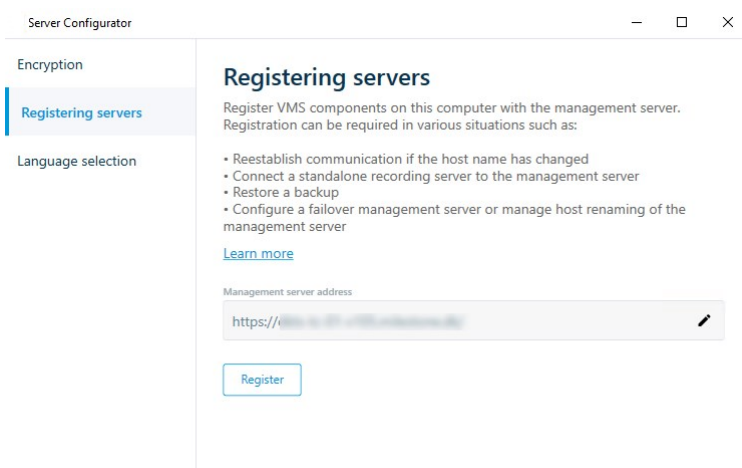 Server Configurator
Encryption
Registering servers
Language selection
Registering servers
Register VMS components on this computer with the management server.
Registration can be required in various situations such as:
• Reestablish communication if the host name has changed
• Connect a standalone recording server to the management server
• Restore a backup
• Configure a failover management server or manage host renaming of the
management server
Learn more
Management server address
https://
Register